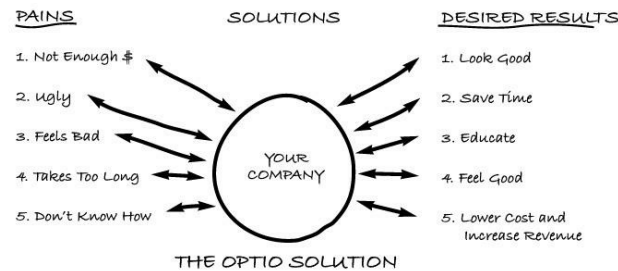 PAINS
SOLUTIONS
DESIRED RESULTS
1. Not Enough $
2. Ugly
3. Feels Bad
4. Takes Too Long
5. Don't Know How
YOUR
COMPANY
1. Look Good
2. Save Time
3. Educate
4. Feel Good
5. Lower Cost and
Increase Revenue
THE OPTIO SOLUTION